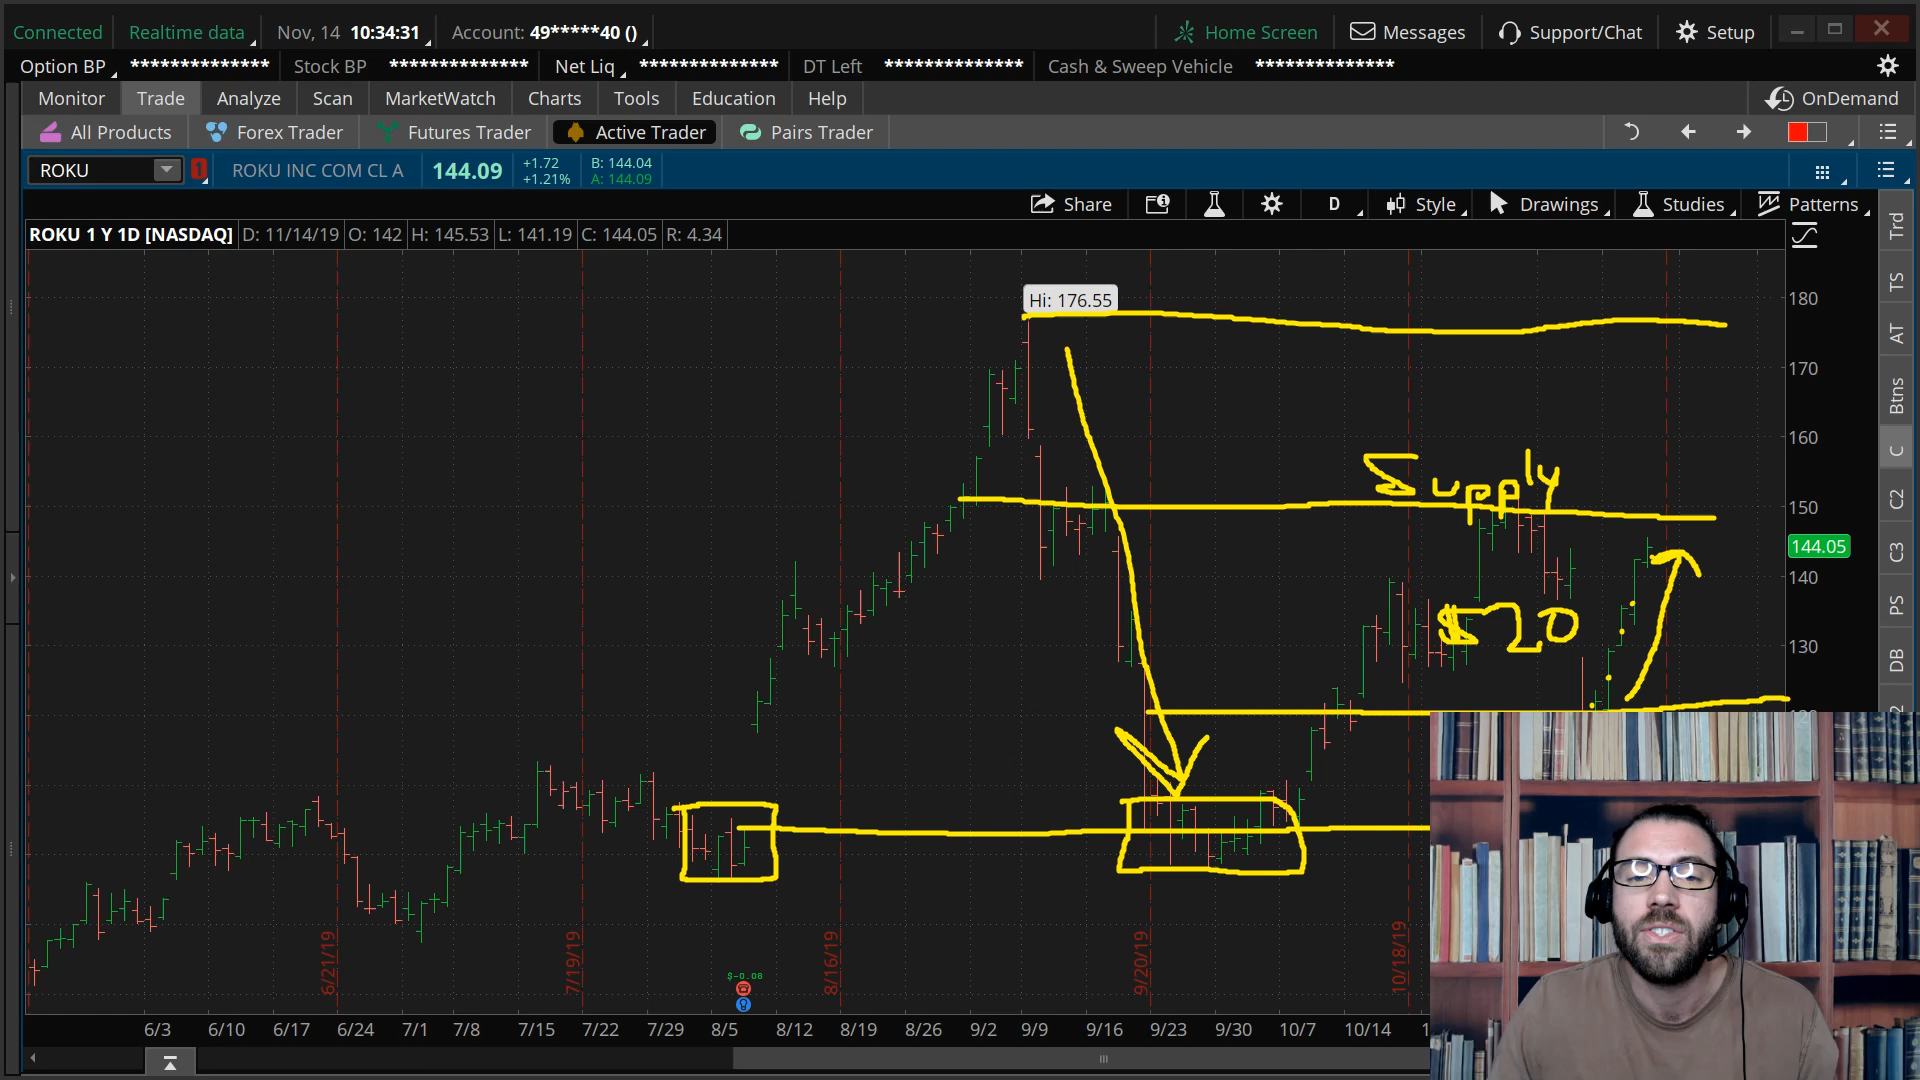 Connected Realtime data Nov, 14 10:34:31 Account: 49*****40 () Home Screen Messages Support/Chat Setup
Option BP ************** Stock BP ************** Net Liq ************** DT Left ************** Cash & Sweep Vehicle **************
Monitor Trade Analyze Scan MarketWatch Charts Tools Education Help OnDemand
All Products Forex Trader Futures Trader Active Trader Pairs Trader
ROKU 1 ROKU INC COM CL A 144.09 +1.72 B: 144.04
+1.21% A: 144.09
Share D Style Drawings Studies Patterns
ROKU 1 Y 1D [NASDAQ] D: 11/14/19 O: 142 H: 145.53 L: 141.19 C: 144.05 R: 4.34
Trd
TS
AT
Btns
C
C2
C3
PS
DB
Hi: 176.55
180
170
160
Supply
150
144.05
140
$20
130
6/21/19 7/19/19 8/16/19 9/20/19 10/18/19
$-0.08
6/3 6/10 6/17 6/24 7/1 7/8 7/15 7/22 7/29 8/5 8/12 8/19 8/26 9/2 9/9 9/16 9/23 9/30 10/7 10/14